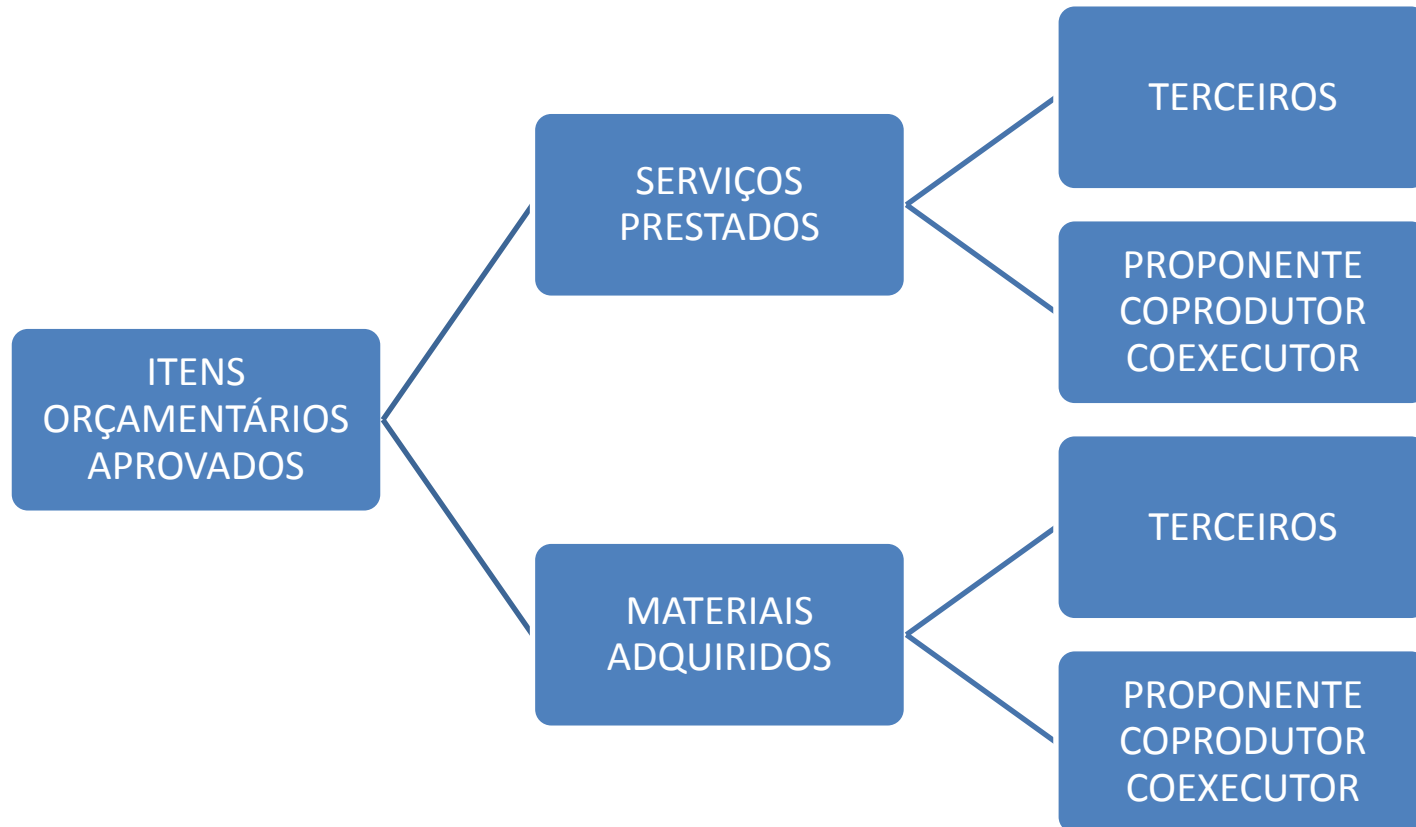 ITENS
ORÇAMENTÁRIOS
APROVADOS
SERVIÇOS
PRESTADOS
TERCEIROS
PROPONENTE
COPRODUTOR
COEXECUTOR
MATERIAIS
ADQUIRIDOS
TERCEIROS
PROPONENTE
COPRODUTOR
COEXECUTOR